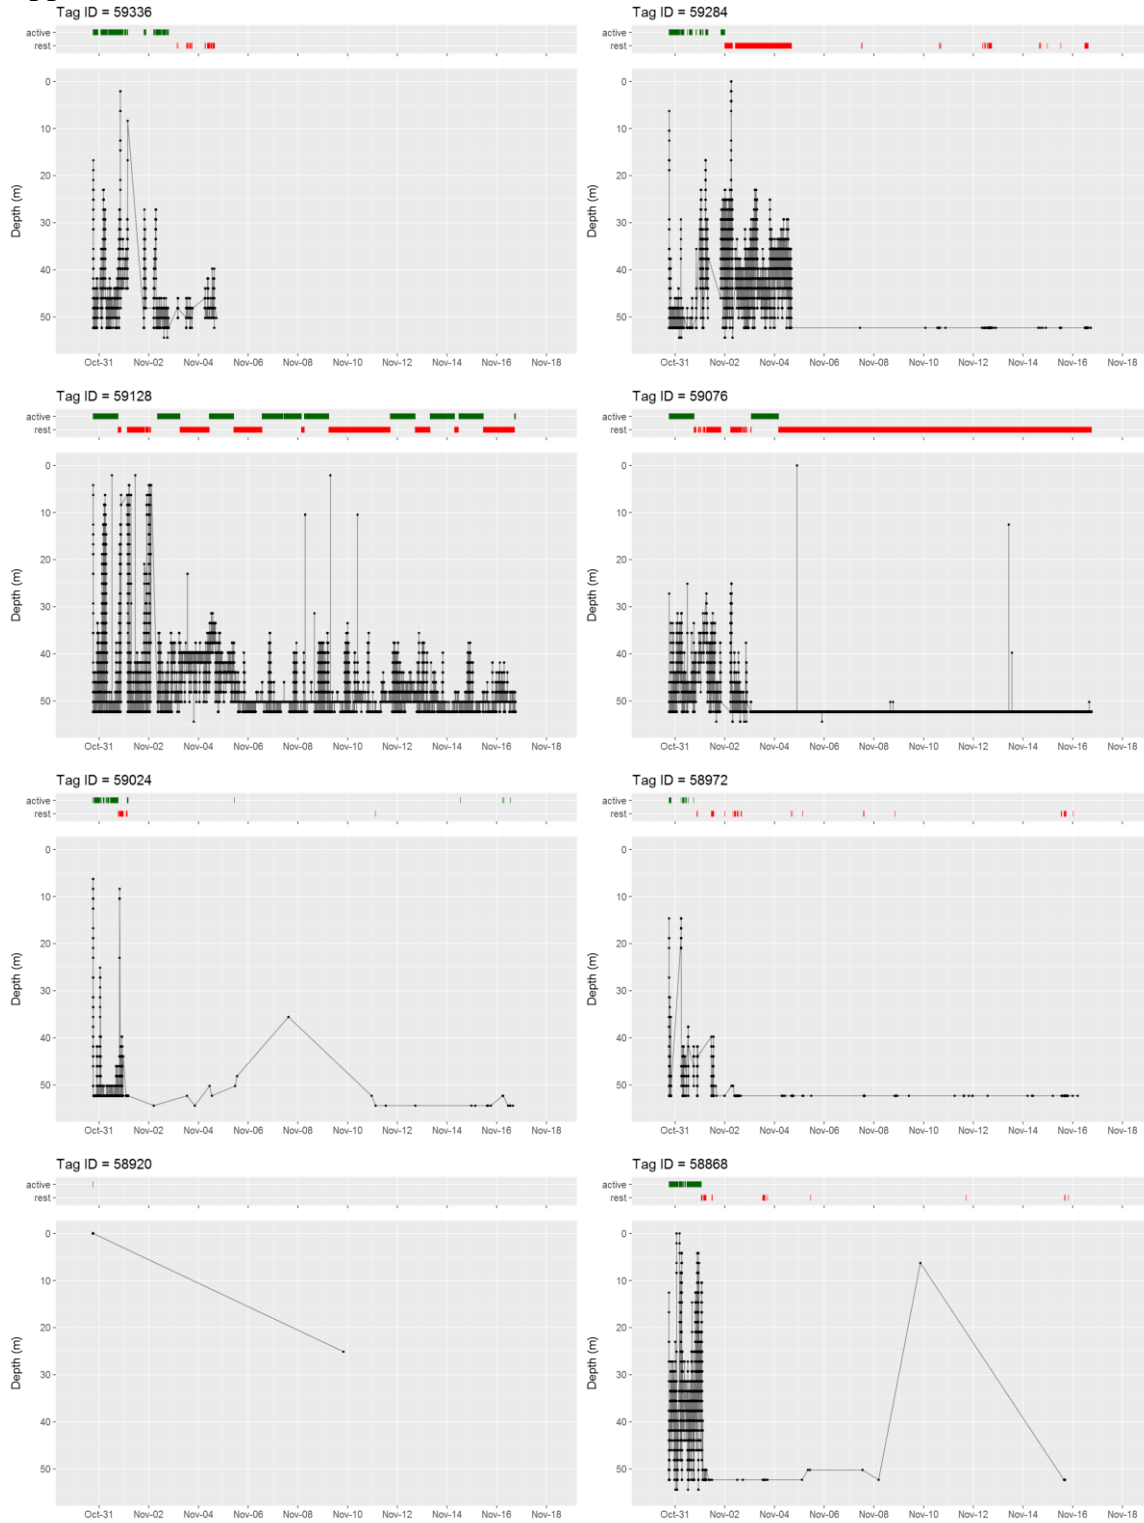 Tag ID = 59336 Tag ID = 59284
active active
rest rest
0 0
10 10
20 20
30 30
40 40
50 50
Depth (m) Depth (m)
Oct-31 Nov-02 Nov-04 Nov-06 Nov-08 Nov-10 Nov-12 Nov-14 Nov-16 Nov-18 Oct-31 Nov-02 Nov-04 Nov-06 Nov-08 Nov-10 Nov-12 Nov-14 Nov-16 Nov-18
Tag ID = 59128 Tag ID = 59076
active active
rest rest
0 0
10 10
20 20
30 30
40 40
50 50
Depth (m) Depth (m)
Oct-31 Nov-02 Nov-04 Nov-06 Nov-08 Nov-10 Nov-12 Nov-14 Nov-16 Nov-18 Oct-31 Nov-02 Nov-04 Nov-06 Nov-08 Nov-10 Nov-12 Nov-14 Nov-16 Nov-18
Tag ID = 59024 Tag ID = 58972
active active
rest rest
0 0
10 10
20 20
30 30
40 40
50 50
Depth (m) Depth (m)
Oct-31 Nov-02 Nov-04 Nov-06 Nov-08 Nov-10 Nov-12 Nov-14 Nov-16 Nov-18 Oct-31 Nov-02 Nov-04 Nov-06 Nov-08 Nov-10 Nov-12 Nov-14 Nov-16 Nov-18
Tag ID = 58920 Tag ID = 58868
active active
rest rest
0 0
10 10
20 20
30 30
40 40
50 50
Depth (m) Depth (m)
Oct-31 Nov-02 Nov-04 Nov-06 Nov-08 Nov-10 Nov-12 Nov-14 Nov-16 Nov-18 Oct-31 Nov-02 Nov-04 Nov-06 Nov-08 Nov-10 Nov-12 Nov-14 Nov-16 Nov-18